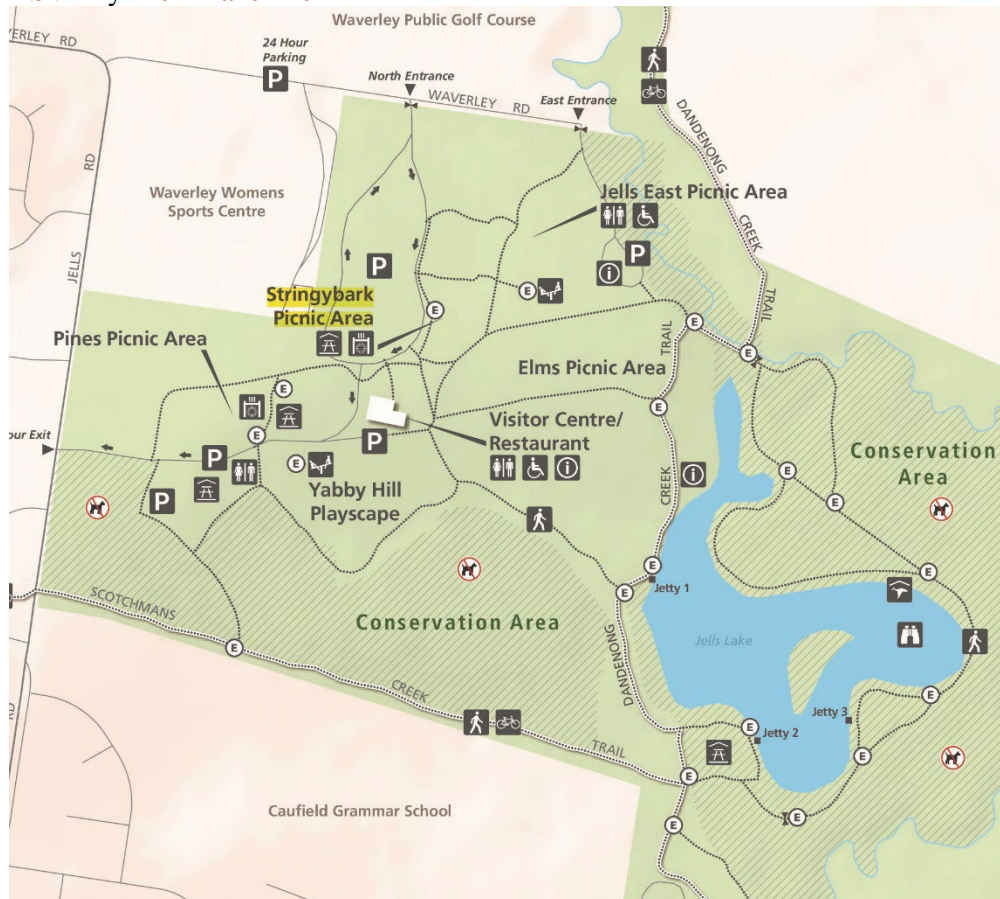 Waverley Public Golf Course
VERLEY RD
24 Hour
Parking
P
North Entrance
WAVERLEY RD
East Entrance
DANDENONG
CREEK
TRAIL
JELLS
RD
Waverley Womens
Sports Centre
Jells East Picnic Area
P
P
i
E
E
Stringybark
Picnic Area
Pines Picnic Area
E
E
Elms Picnic Area
TRAIL
CREEK
E
E
Visitor Centre/
Restaurant
i
i
our Exit
E
P
P
E
Yabby Hill
Playscape
P
Conservation
Area
E
E
E
E
Jetty 1
SCOTCHMANS
CREEK
TRAIL
Conservation Area
E
DANDENONG
E
Jells Lake
E
Jetty 3
E
Jetty 2
E
E
E
E
RD
Caufield Grammar School